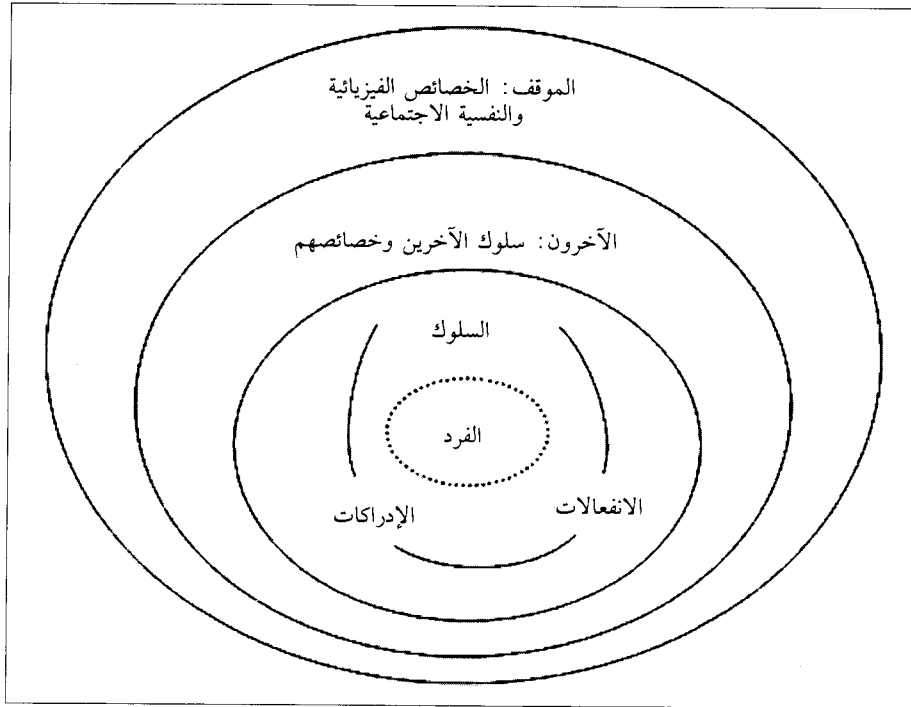 الموقف: الخصائص الفيزيائية
والنفسية الاجتماعية
الآخرون: سلوك الآخرين وخصائصهم
السلوك
الفرد
الانفعالات
الإدراكات